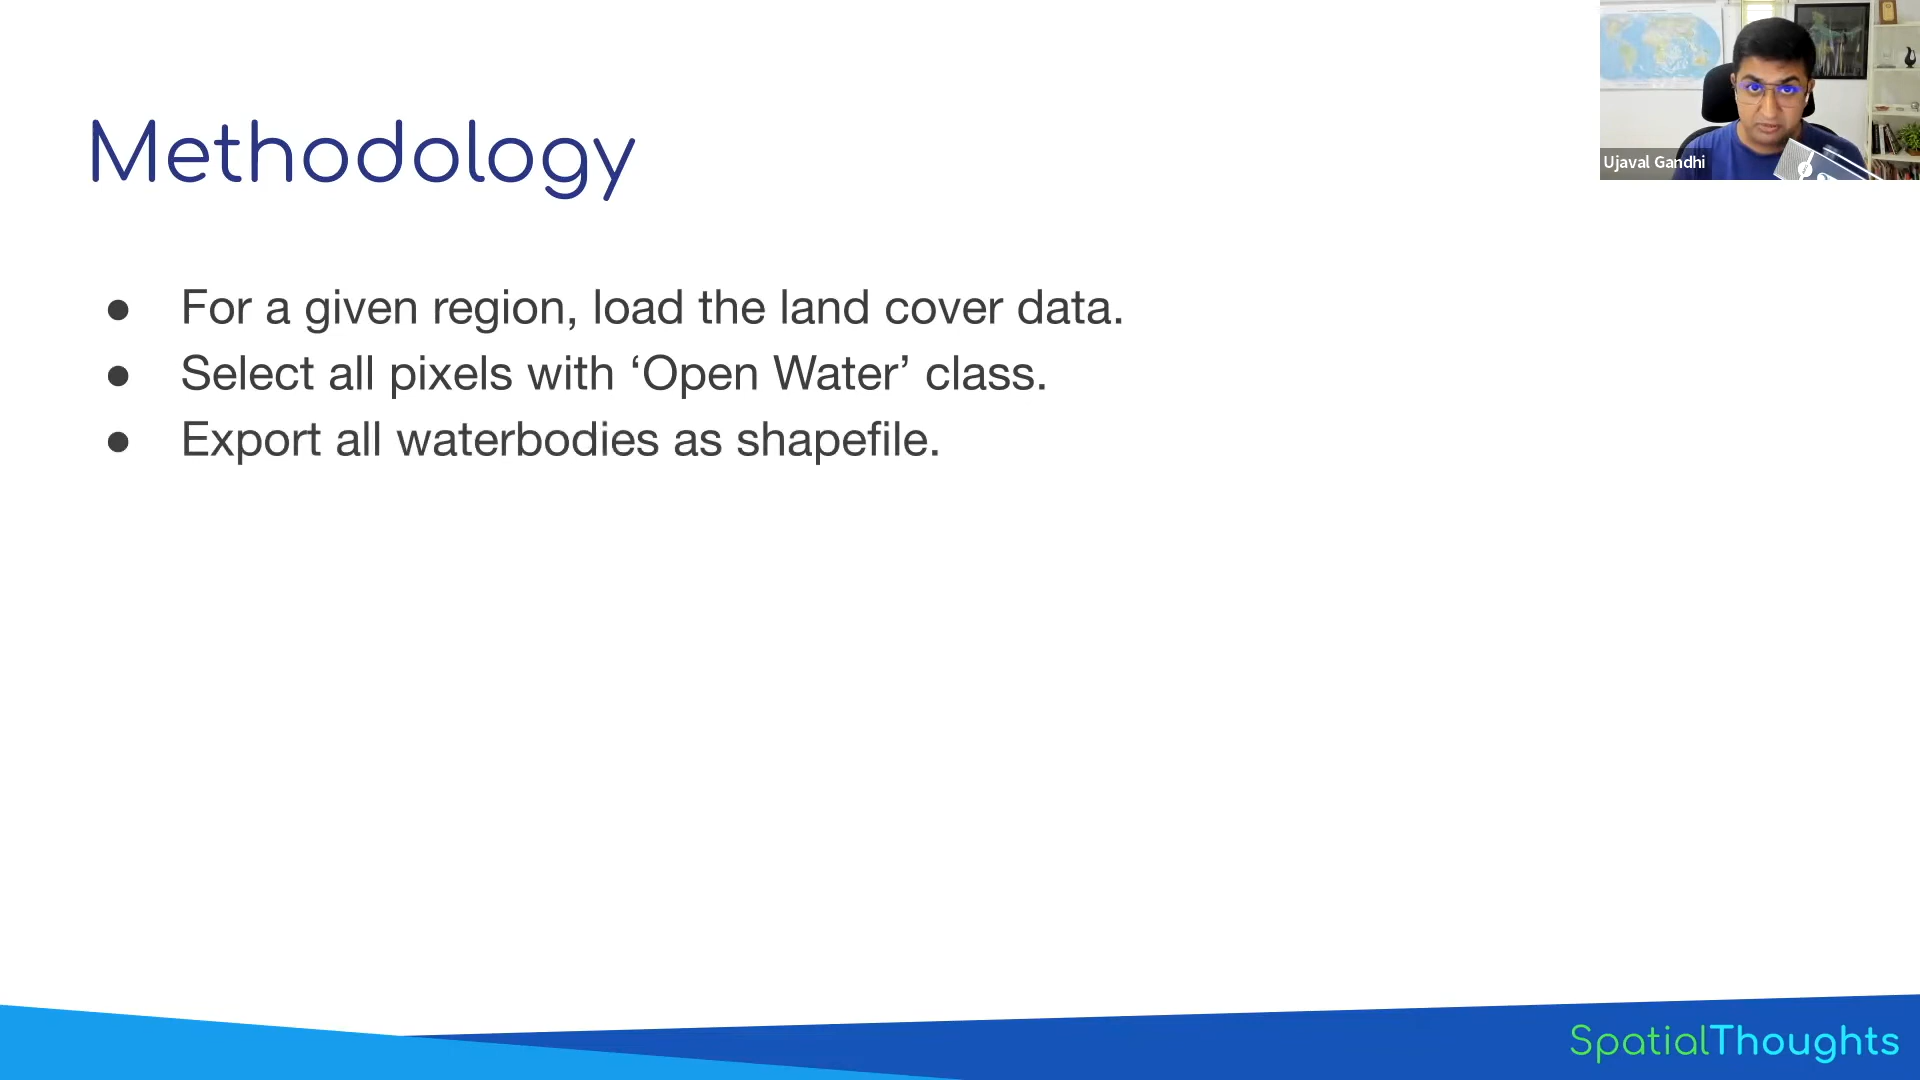 Methodology
Ujaval Gandhi
● For a given region, load the land cover data.
● Select all pixels with ‘Open Water’ class.
● Export all waterbodies as shapefile.
SpatialThoughts